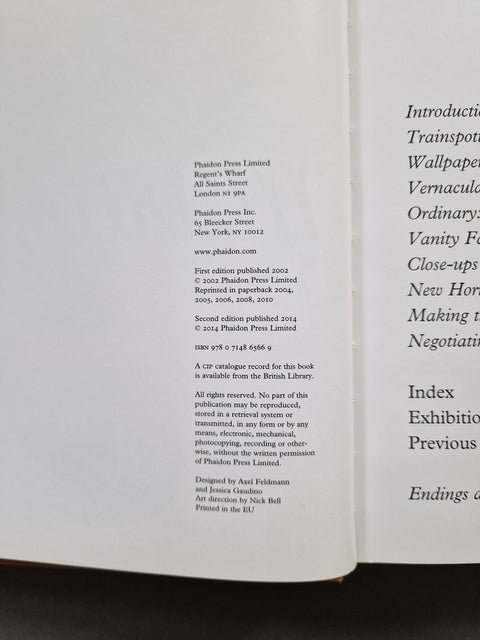 Phaidon Press Limited
Regent's Wharf
All Saints Street
London N1 9PA
Phaidon Press Inc.
65 Bleecker Street
New York, NY 10012
www.phaidon.com
First edition published 2002
© 2002 Phaidon Press Limited
Reprinted in paperback 2004,
2005, 2006, 2008, 2010
Second edition published 2014
© 2014 Phaidon Press Limited
ISBN 978 0 7148 6566 9
A CIP catalogue record for this book
is available from the British Library.
All rights reserved. No part of this
publication may be reproduced,
stored in a retrieval system or
transmitted, in any form or by any
means, electronic, mechanical,
photocopying, recording or other-
wise, without the written permission
of Phaidon Press Limited.
Designed by Axel Feldmann
and Jessica Gaudino
Art direction by Nick Bell
Printed in the EU
Introducti
Trainspot
Wallpaper
Vernacula
Ordinary:
Vanity Fa
Close-ups
New Hor
Making t
Negotiati
Index
Exhibitio
Previous
Endings a